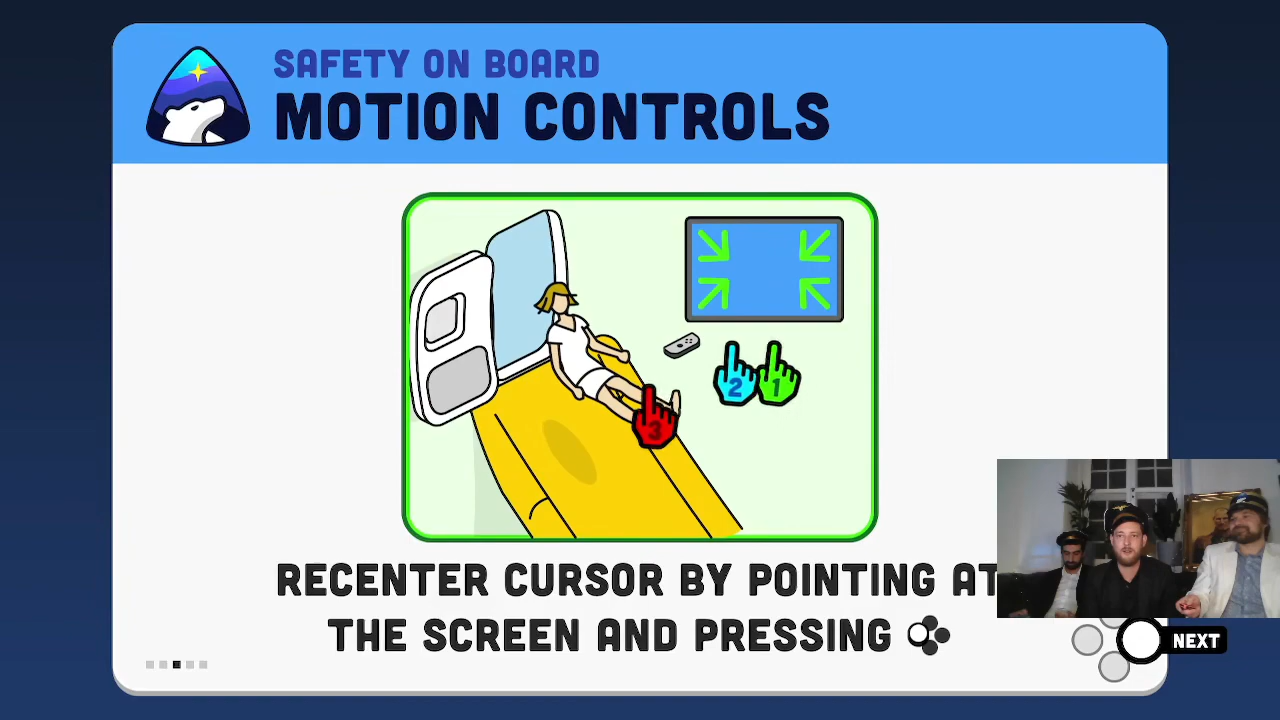 SAFETY ON BOARD
MOTION CONTROLS
2 1
3
RECENTER CURSOR BY POINTING AT
THE SCREEN AND PRESSING
NEXT